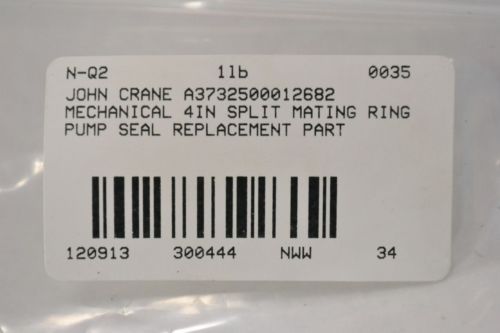 N-Q2 1lb 0035
JOHN CRANE A3732500012682
MECHANICAL 4IN SPLIT MATING RING
PUMP SEAL REPLACEMENT PART
120913 300444 NWW 34